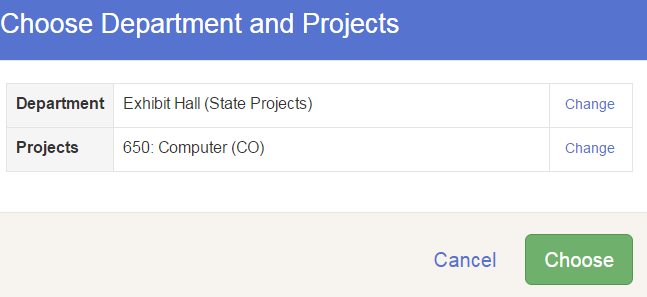 Choose Department and Projects
Department Exhibit Hall (State Projects) Change
Projects 650: Computer (CO) Change
Cancel Choose